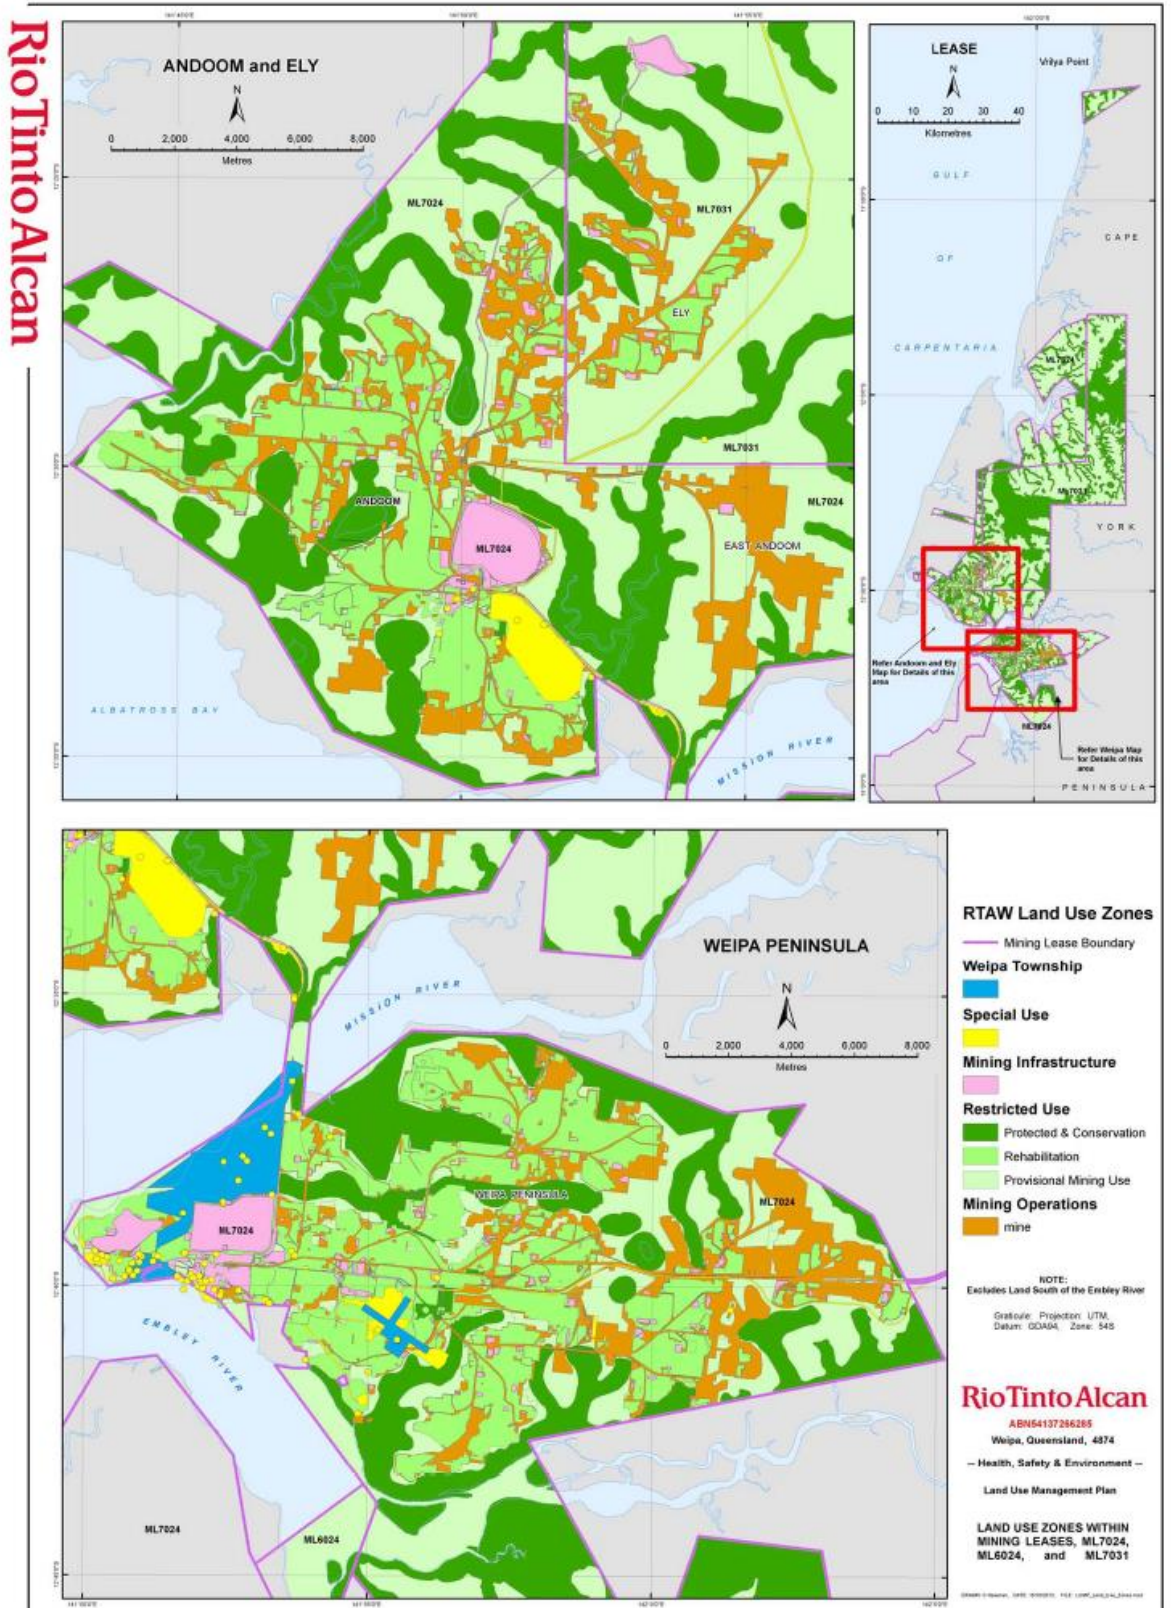 RioTintoAlcan
ANDOOM and ELY
N
0 2,000 4,000 6,000 8,000
Metres
ML7024
ML7031
ELY
ML7031
ML7024
ANDOOM
ML7024
EAST ANDOOM
ALBATROSS BAY
MISSION RIVER
LEASE
N
0 10 20 30 40
Kilometres
Vrilya Point
GULF
OF
CARPENTARIA
CAPE
YORK
PENINSULA
Refer Andoom and Ely
Map for Details of this
area
ML7024
Refer Weipa Map
for Details of this
area
WEIPA PENINSULA
N
0 2,000 4,000 6,000 8,000
Metres
MISSION RIVER
WEIPA PENINSULA
ML7024
ML7024
EMBLEY RIVER
ML7024
ML6024
RTAW Land Use Zones
Mining Lease Boundary
Weipa Township
Special Use
Mining Infrastructure
Restricted Use
Protected & Conservation
Rehabilitation
Provisional Mining Use
Mining Operations
mine
NOTE:
Excludes Land South of the Embley River
Graticule: Projection: UTM,
Datum: GDA94, Zone: 54S
RioTintoAlcan
ABN54137266285
Weipa, Queensland, 4874
-- Health, Safety & Environment --
Land Use Management Plan
LAND USE ZONES WITHIN
MINING LEASES, ML7024,
ML6024, and ML7031